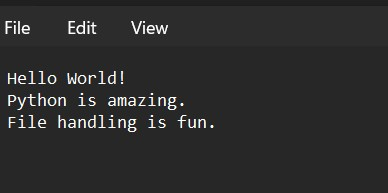 File Edit View
Hello World!
Python is amazing.
File handling is fun.